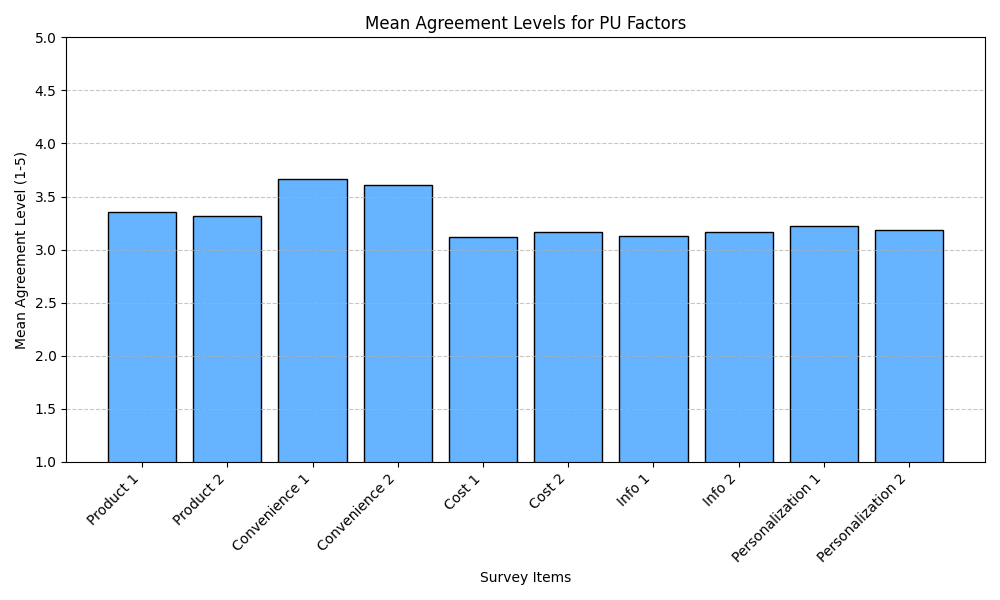 Mean Agreement Levels for PU Factors
Mean Agreement Level (1-5)
5.0
4.5
4.0
3.5
3.0
2.5
2.0
1.5
1.0
Product 1
Product 2
Convenience 1
Convenience 2
Cost 1
Cost 2
Info 1
Info 2
Personalization 1
Personalization 2
Survey Items